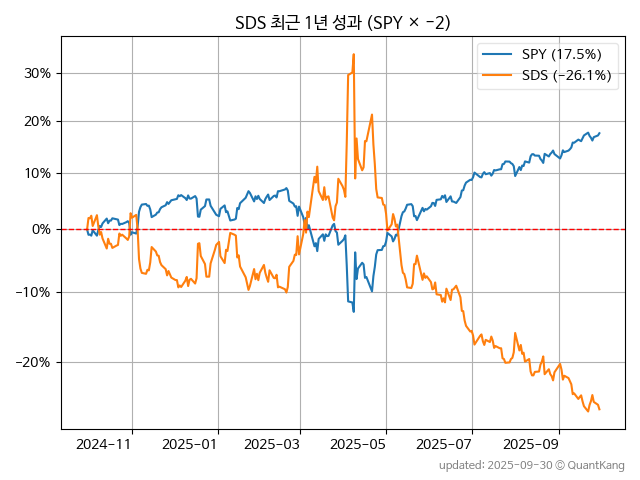 SDS 최근 1년 성과 (SPY × −2)
SPY (17.5%)
SDS (−26.1%)
30%
20%
10%
0%
−10%
−20%
2024-11 2025-01 2025-03 2025-05 2025-07 2025-09
updated: 2025-09-30 © QuantKang